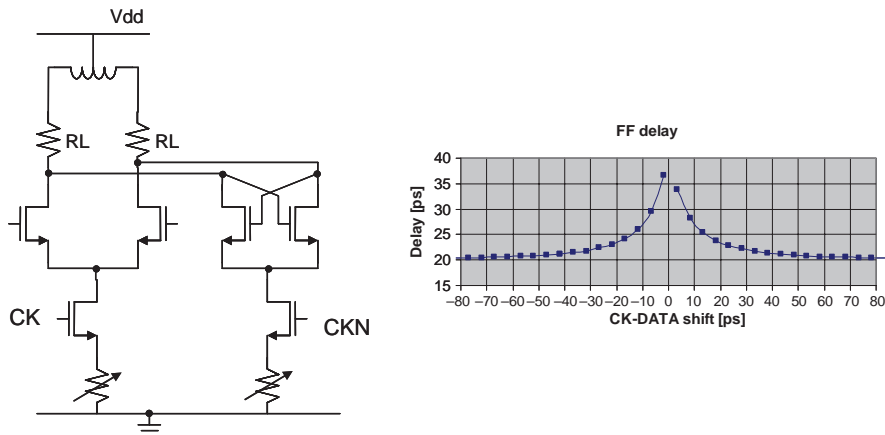 Vdd
RL
RL
CK
CKN
FF delay
Delay [ps]
40
35
30
25
20
15
–80 –70 –60 –50 –40 –30 –20 –10 0 10 20 30 40 50 60 70 80
CK-DATA shift [ps]